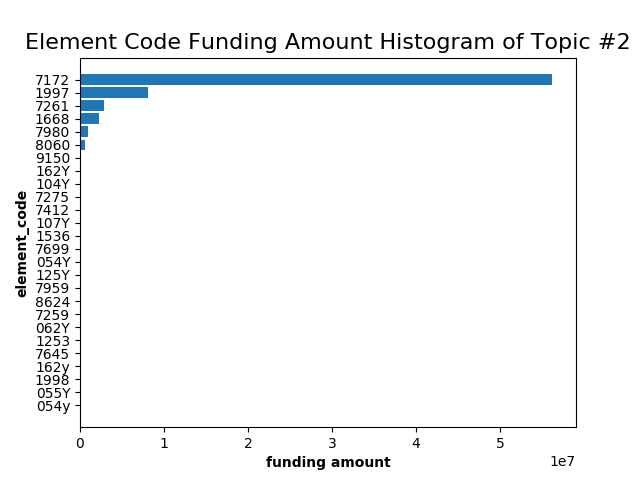 Element Code Funding Amount Histogram of Topic #2
element_code
7172
1997
7261
1668
7980
8060
9150
162Y
104Y
7275
7412
107Y
1536
7699
054Y
125Y
7959
8624
7259
062Y
1253
7645
162y
1998
055Y
054y
0 1 2 3 4 5
1e7
funding amount